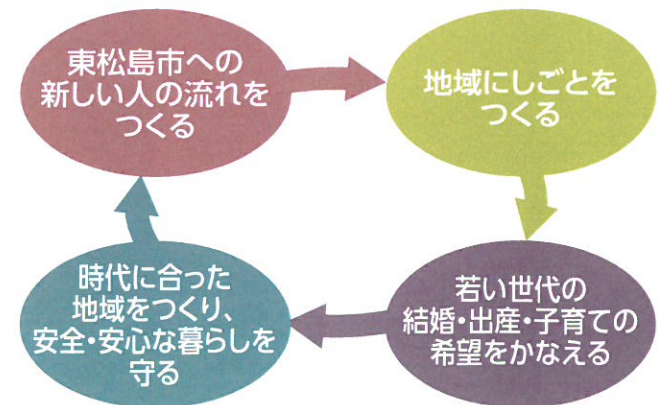 東松島市への
新しい人の流れを
つくる
地域にしごとを
つくる
若い世代の
結婚・出産・子育ての
希望をかなえる
時代に合った
地域をつくり、
安全・安心な暮らしを
守る